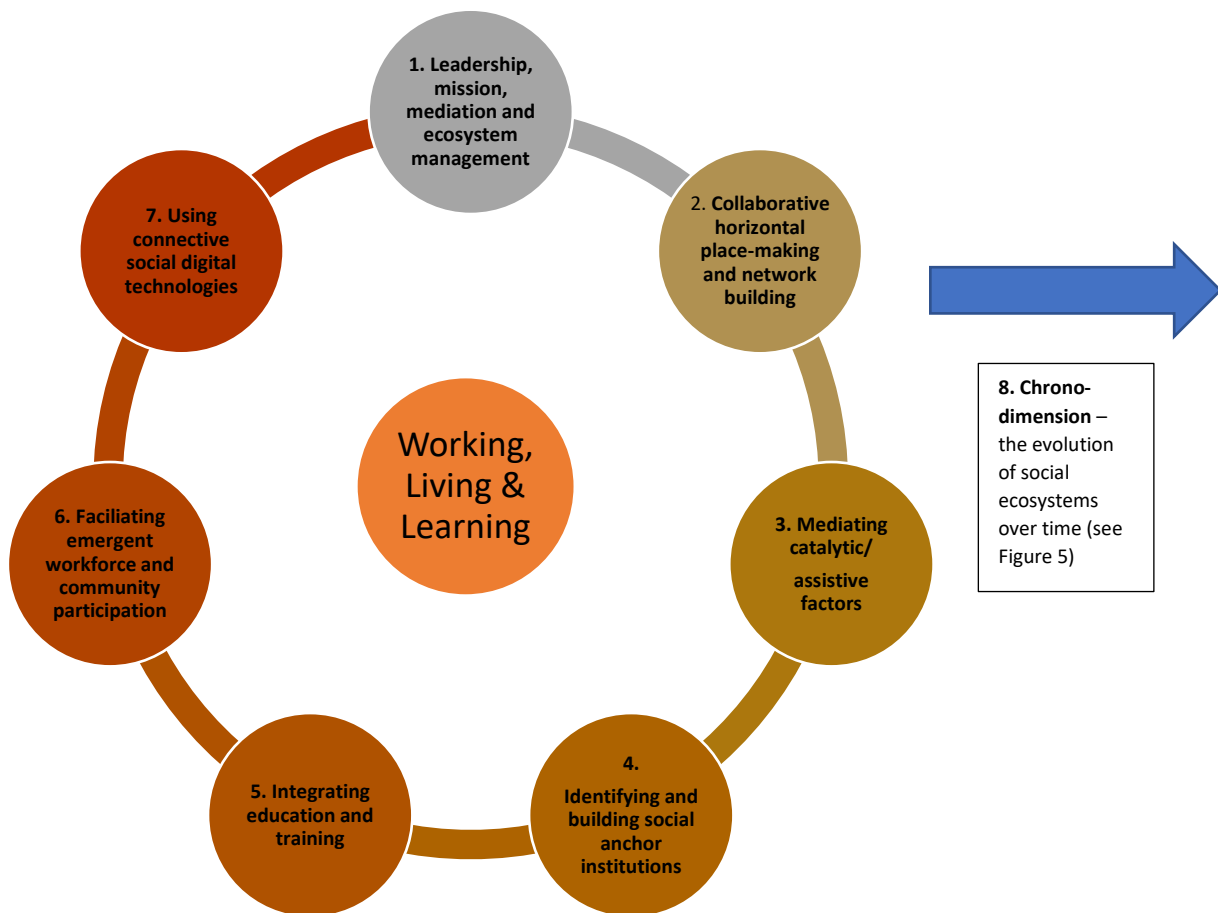 1. Leadership,
mission,
mediation and
ecosystem
management
2. Collaborative
horizontal
place-making
and network
building
3. Mediating
catalytic/
assistive
factors
4.
Identifying and
building social
anchor
institutions
5. Integrating
education and
training
6. Faciliating
emergent
workforce and
community
participation
7. Using
connective
social digital
technologies
Working,
Living &
Learning
8. Chrono-
dimension –
the evolution
of social
ecosystems
over time (see
Figure 5)